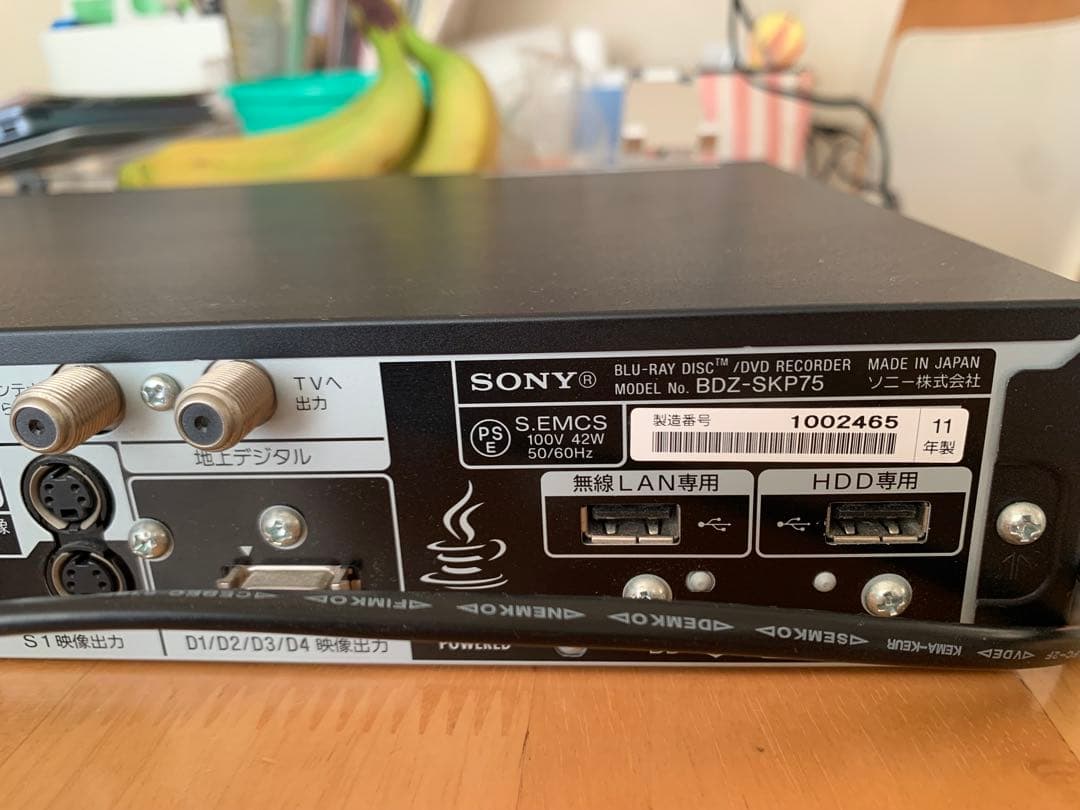 SONY®
BLU-RAY DISC™/DVD RECORDER
MODEL No. BDZ-SKP75
MADE IN JAPAN
ソニー株式会社
PSE
S.EMCS
100V 42W
50/60Hz
製造番号
1002465
11
年製
TVへ
出力
地上デジタル
無線LAN専用
HDD専用
S1映像出力
D1/D2/D3/D4 映像出力
POWERED
FIMKO
NEMKO
DEMKO
SEMKO
KEMA-KEUR
VDE